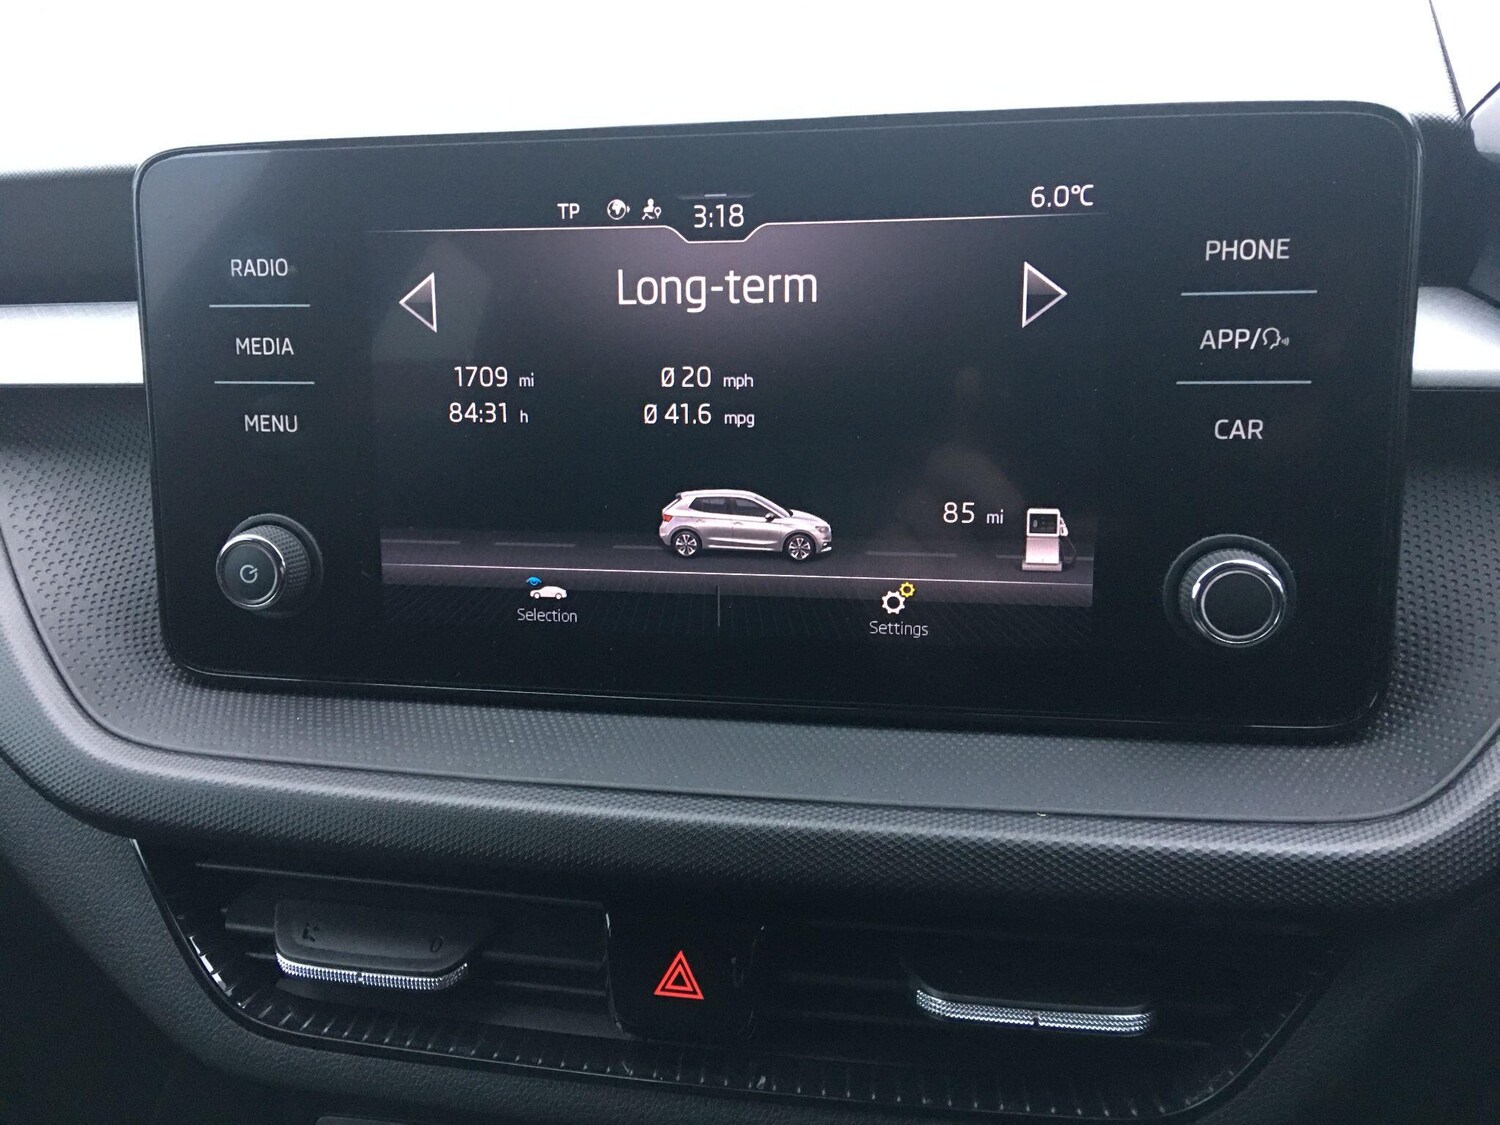 TP 3:18 6.0°C
RADIO
MEDIA
MENU
Long-term
1709 mi Ø 20 mph
84:31 h Ø 41.6 mpg
85 mi
Selection
Settings
PHONE
APP/
CAR
0